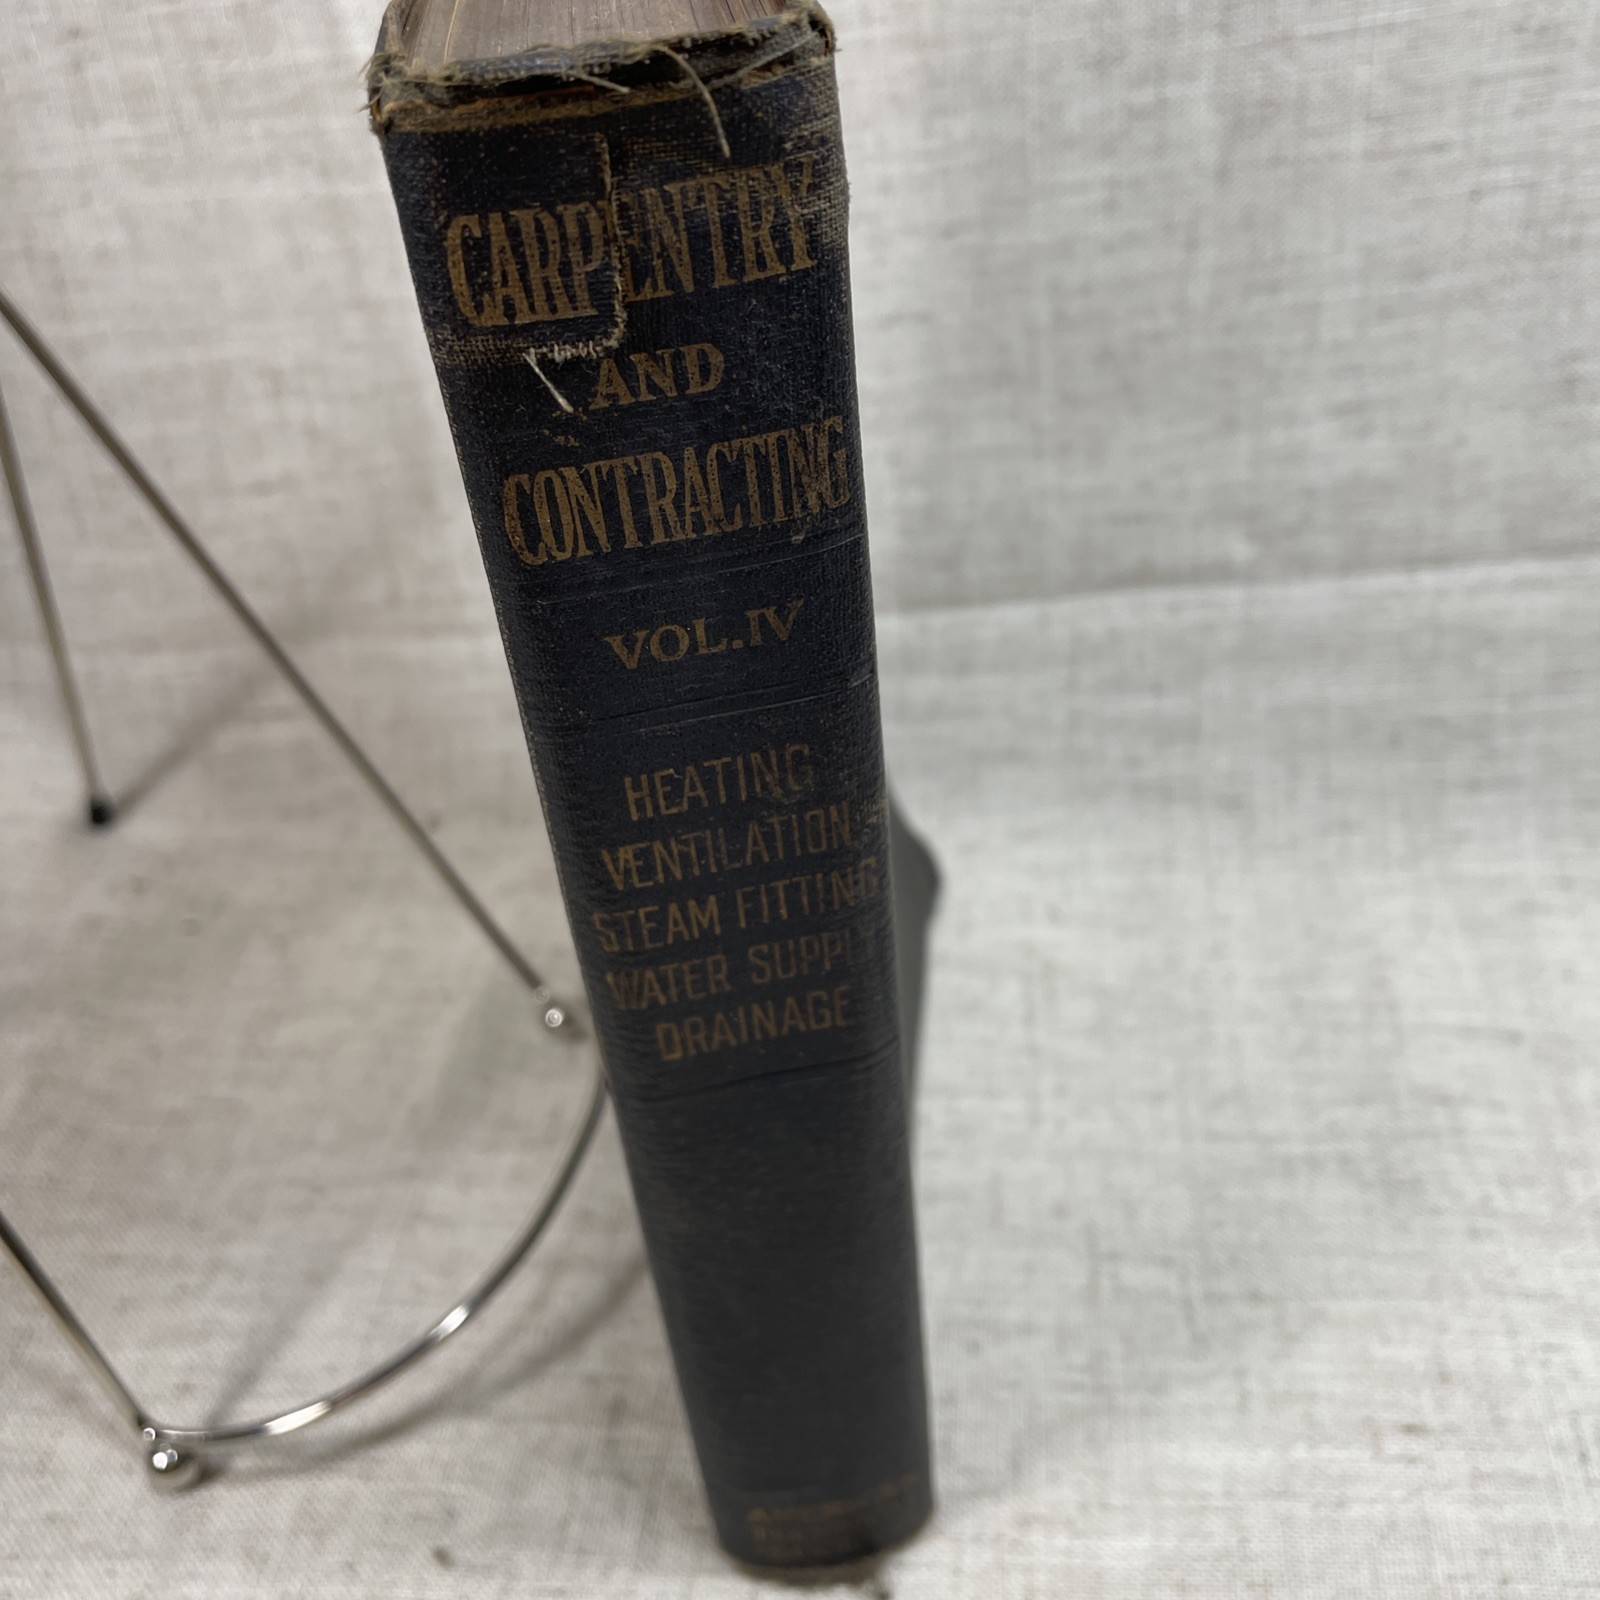 CARPENTRY
AND
CONTRACTING
VOL.IV
HEATING
VENTILATION
STEAM FITTING
WATER SUPPLY
DRAINAGE